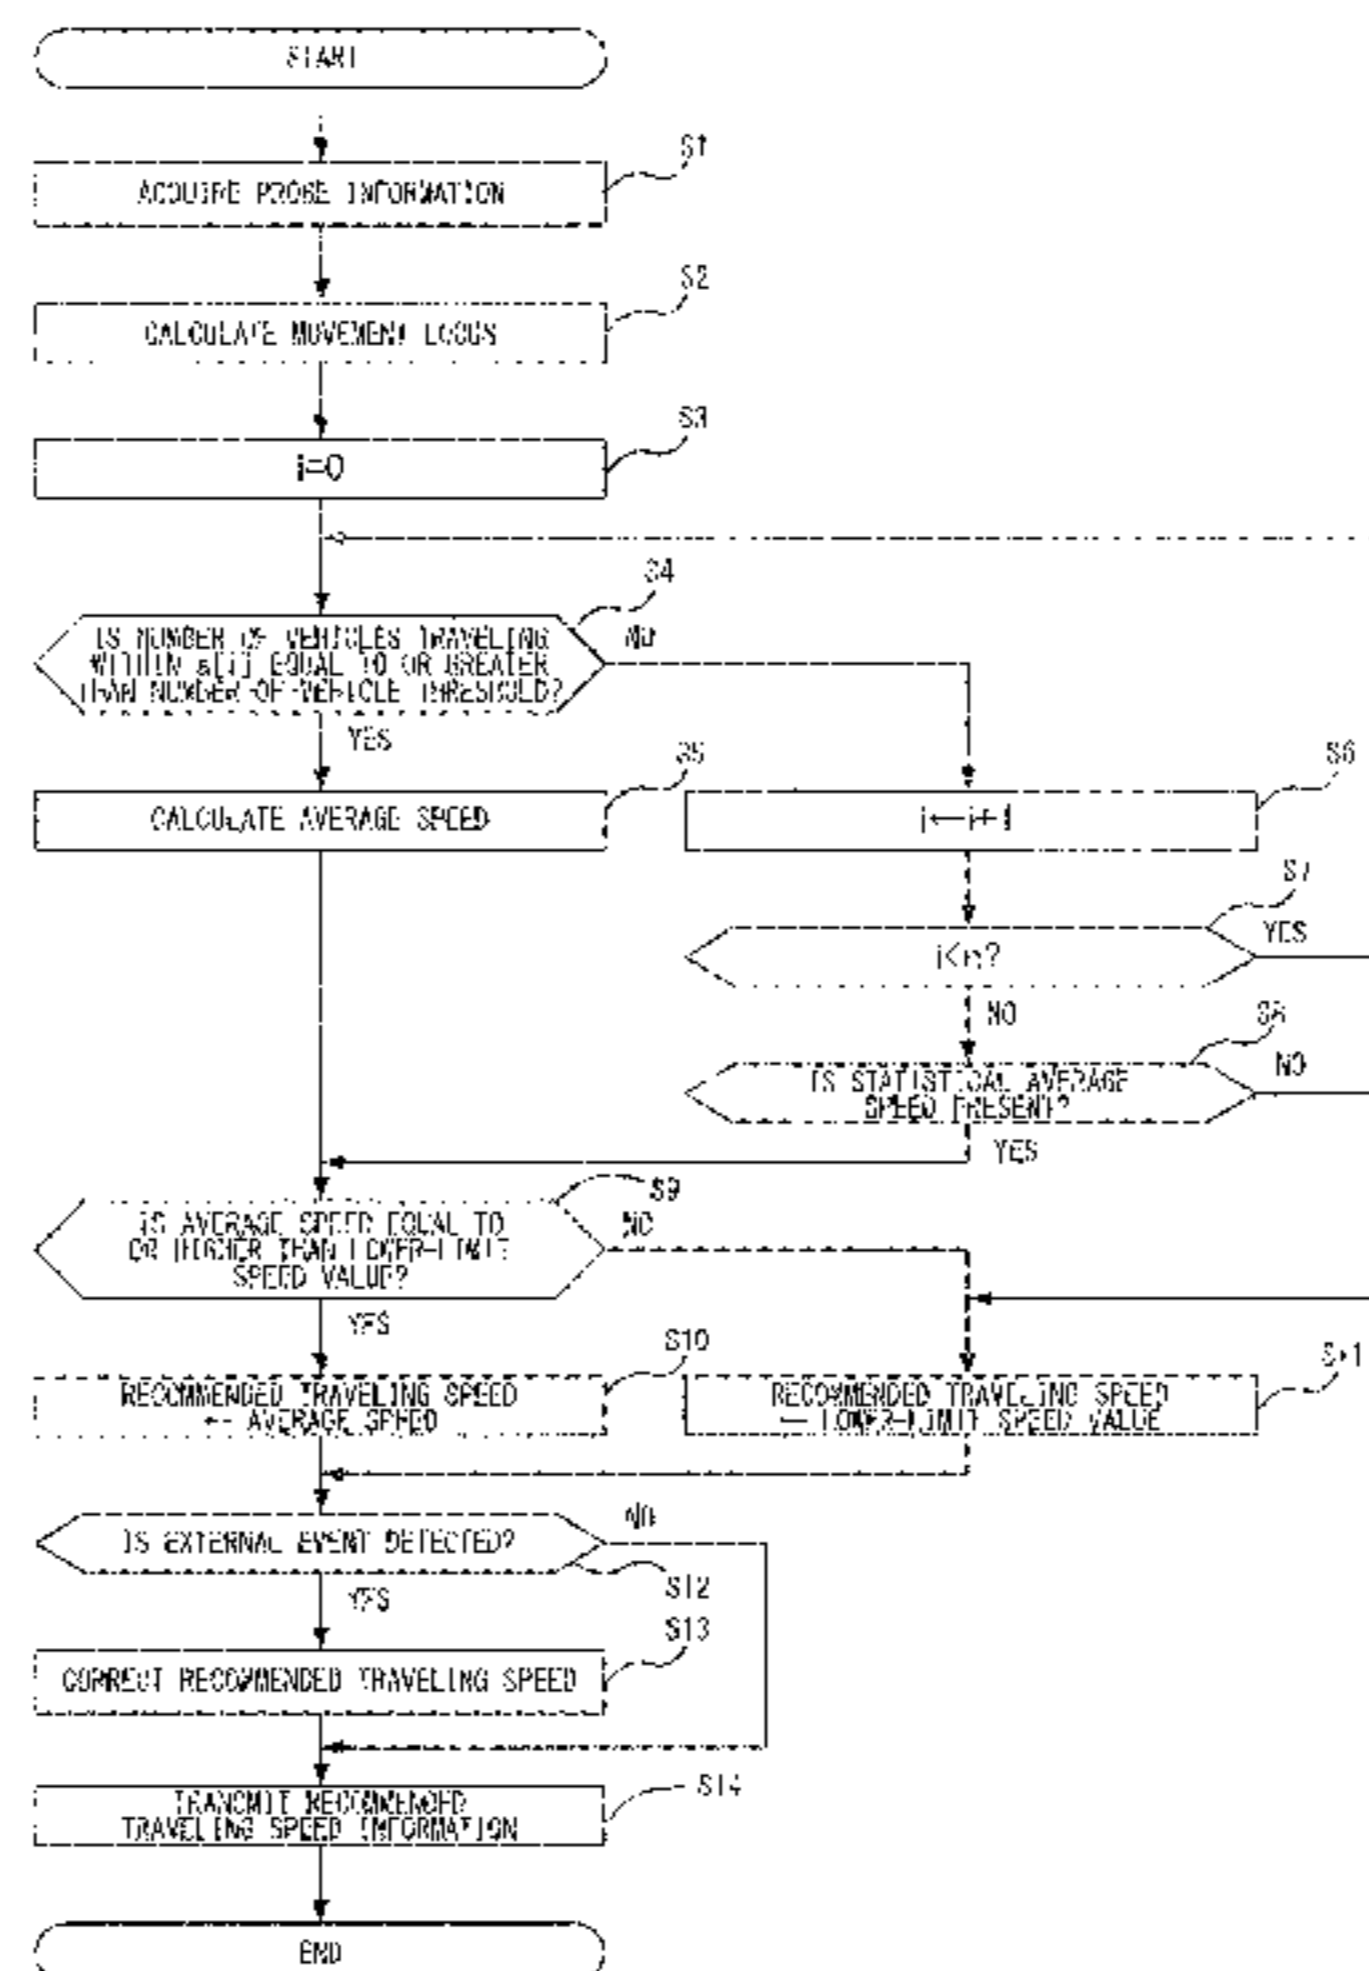 START
S1
ACQUIRE PROBE INFORMATION
S2
CALCULATE MOVEMENT LOCUS
S3
i=0
S4
IS NUMBER OF VEHICLES TRAVELING
WITHIN a[i] EQUAL TO OR GREATER
THAN NUMBER-OF-VEHICLE THRESHOLD?
NO
YES
S5
CALCULATE AVERAGE SPEED
S6
i←i+1
S7
i<n?
YES
NO
S8
IS STATISTICAL AVERAGE
SPEED PRESENT?
NO
YES
S9
IS AVERAGE SPEED EQUAL TO
OR HIGHER THAN LOWER-LIMIT
SPEED VALUE?
NO
YES
S10
RECOMMENDED TRAVELING SPEED
← AVERAGE SPEED
S11
RECOMMENDED TRAVELING SPEED
← LOWER-LIMIT SPEED VALUE
IS EXTERNAL EVENT DETECTED?
NO
S12
YES
S13
CORRECT RECOMMENDED TRAVELING SPEED
S14
TRANSMIT RECOMMENDED
TRAVELING SPEED INFORMATION
END